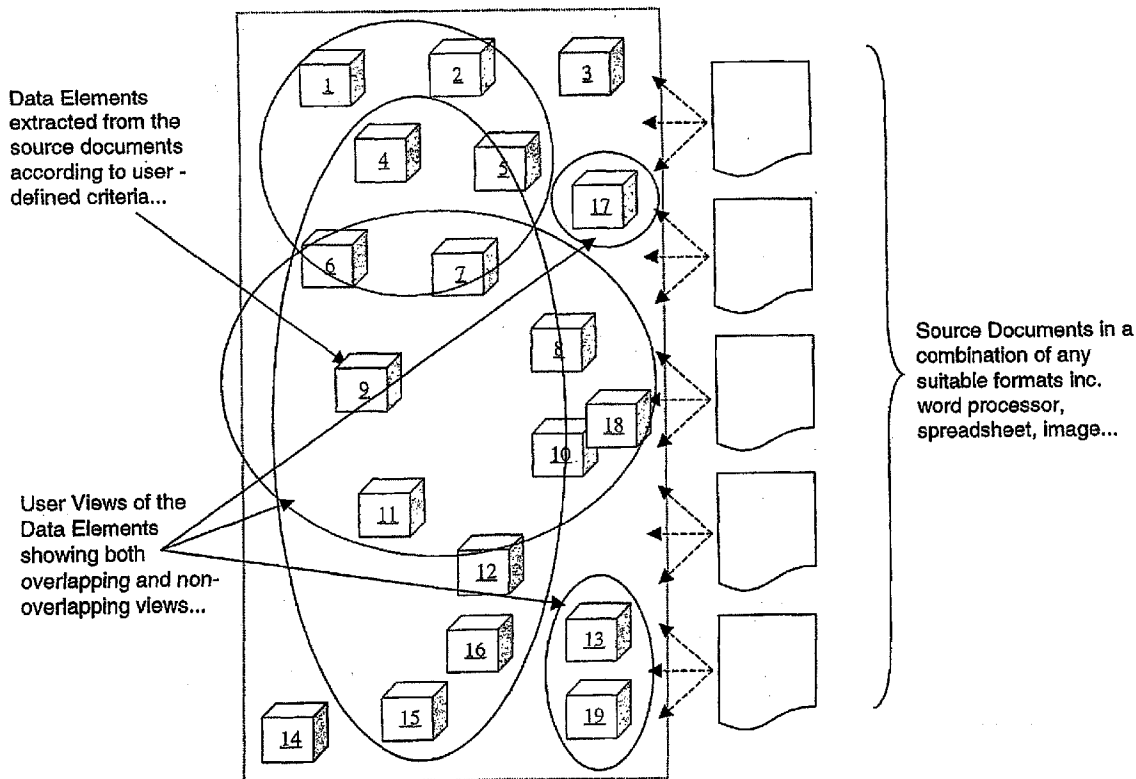 1
2
3
Data Elements
extracted from the
source documents
according to user -
defined criteria...
4
5
17
6
7
8
9
18
10
Source Documents in a
combination of any
suitable formats inc.
word processor,
spreadsheet, image...
User Views of the
Data Elements
showing both
overlapping and non-
overlapping views...
11
12
13
16
15
19
14